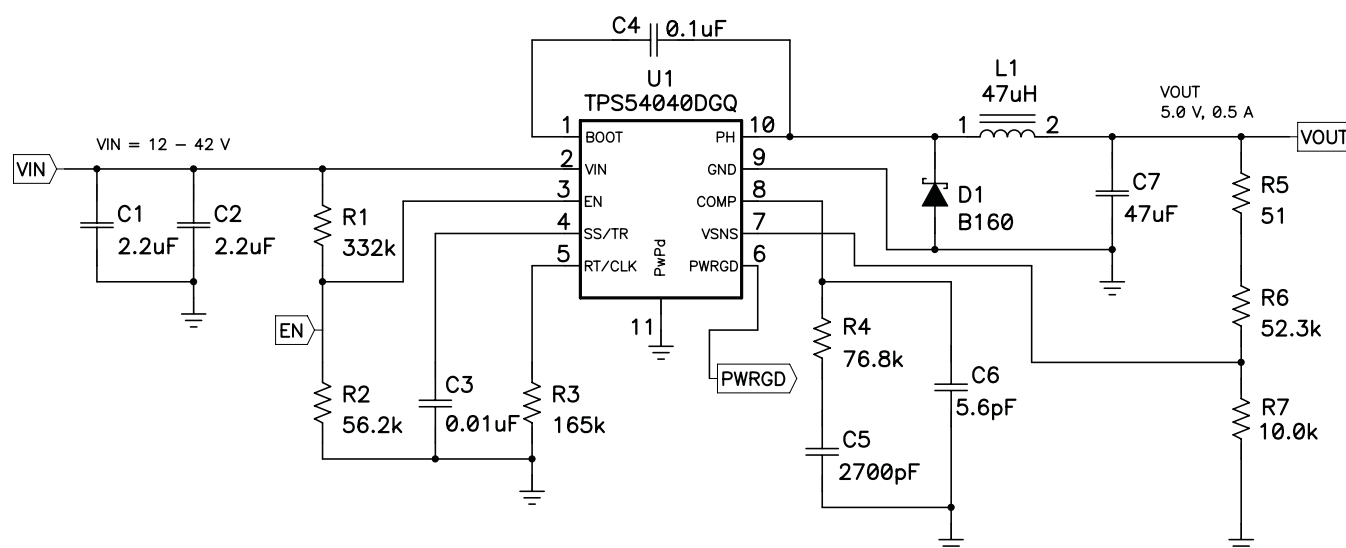 C4
0.1uF
U1
TPS54040DGQ
L1
47uH
VOUT
5.0 V, 0.5 A
VIN = 12 – 42 V
VIN
1
BOOT
PH
10
1
2
VOUT
2
VIN
GND
9
3
EN
COMP
8
4
SS/TR
VSNS
7
5
RT/CLK
PWRGD
6
PwPd
11
C1
2.2uF
C2
2.2uF
R1
332k
D1
B160
C7
47uF
R5
51
EN
R4
76.8k
R6
52.3k
PWRGD
R2
56.2k
C3
0.01uF
R3
165k
C6
5.6pF
C5
2700pF
R7
10.0k